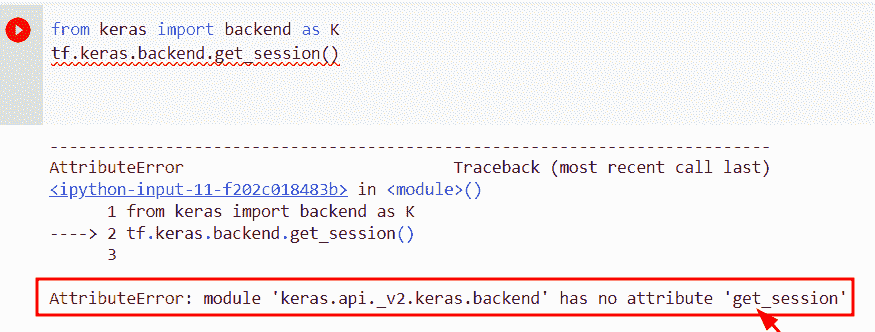 from keras import backend as K
tf.keras.backend.get_session()
---------------------------------------------------------------------------
AttributeError                            Traceback (most recent call last)
<ipython-input-11-f202c018483b> in <module>()
      1 from keras import backend as K
----> 2 tf.keras.backend.get_session()
      3
AttributeError: module 'keras.api._v2.keras.backend' has no attribute 'get_session'